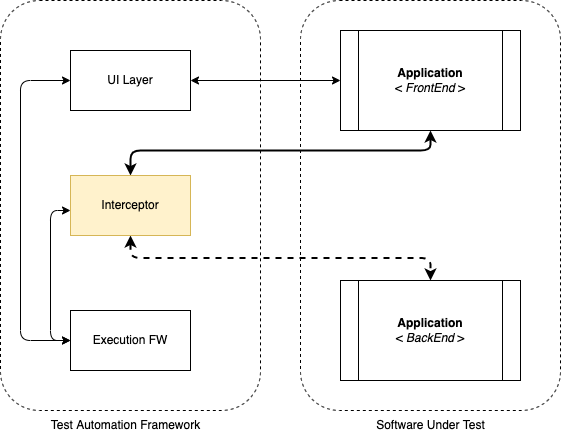 UI Layer
Application
< FrontEnd >
Interceptor
Execution FW
Application
< BackEnd >
Test Automation Framework
Software Under Test